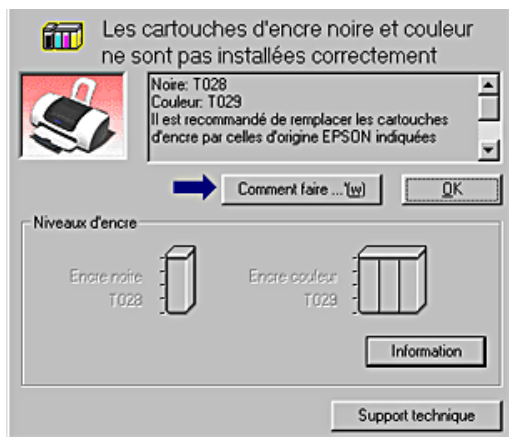 Les cartouches d'encre noire et couleur
ne sont pas installées correctement
Noire: T028
Couleur: T029
Il est recommandé de remplacer les cartouches
d'encre par celles d'origine EPSON indiquées
Comment faire ...'(w)
OK
Niveaux d'encre
Encre noire
T028
Encre couleur
T029
Information
Support technique